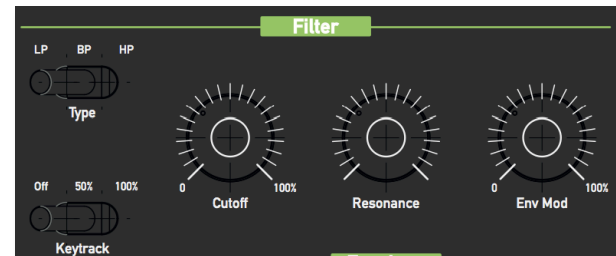 Filter
LP BP HP
Type
0 100%
Cutoff
Resonance
0 100%
Env Mod
Off 50% 100%
Keytrack